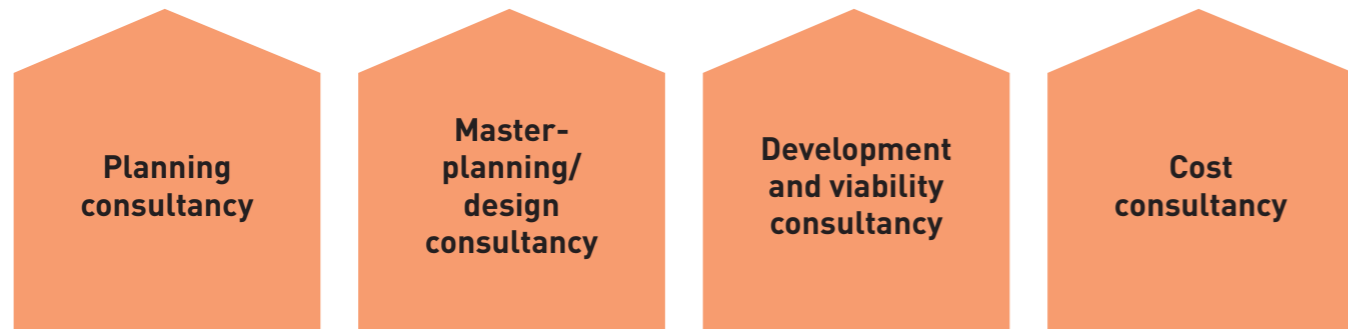 Planning
consultancy
Master-
planning/
design
consultancy
Development
and viability
consultancy
Cost
consultancy